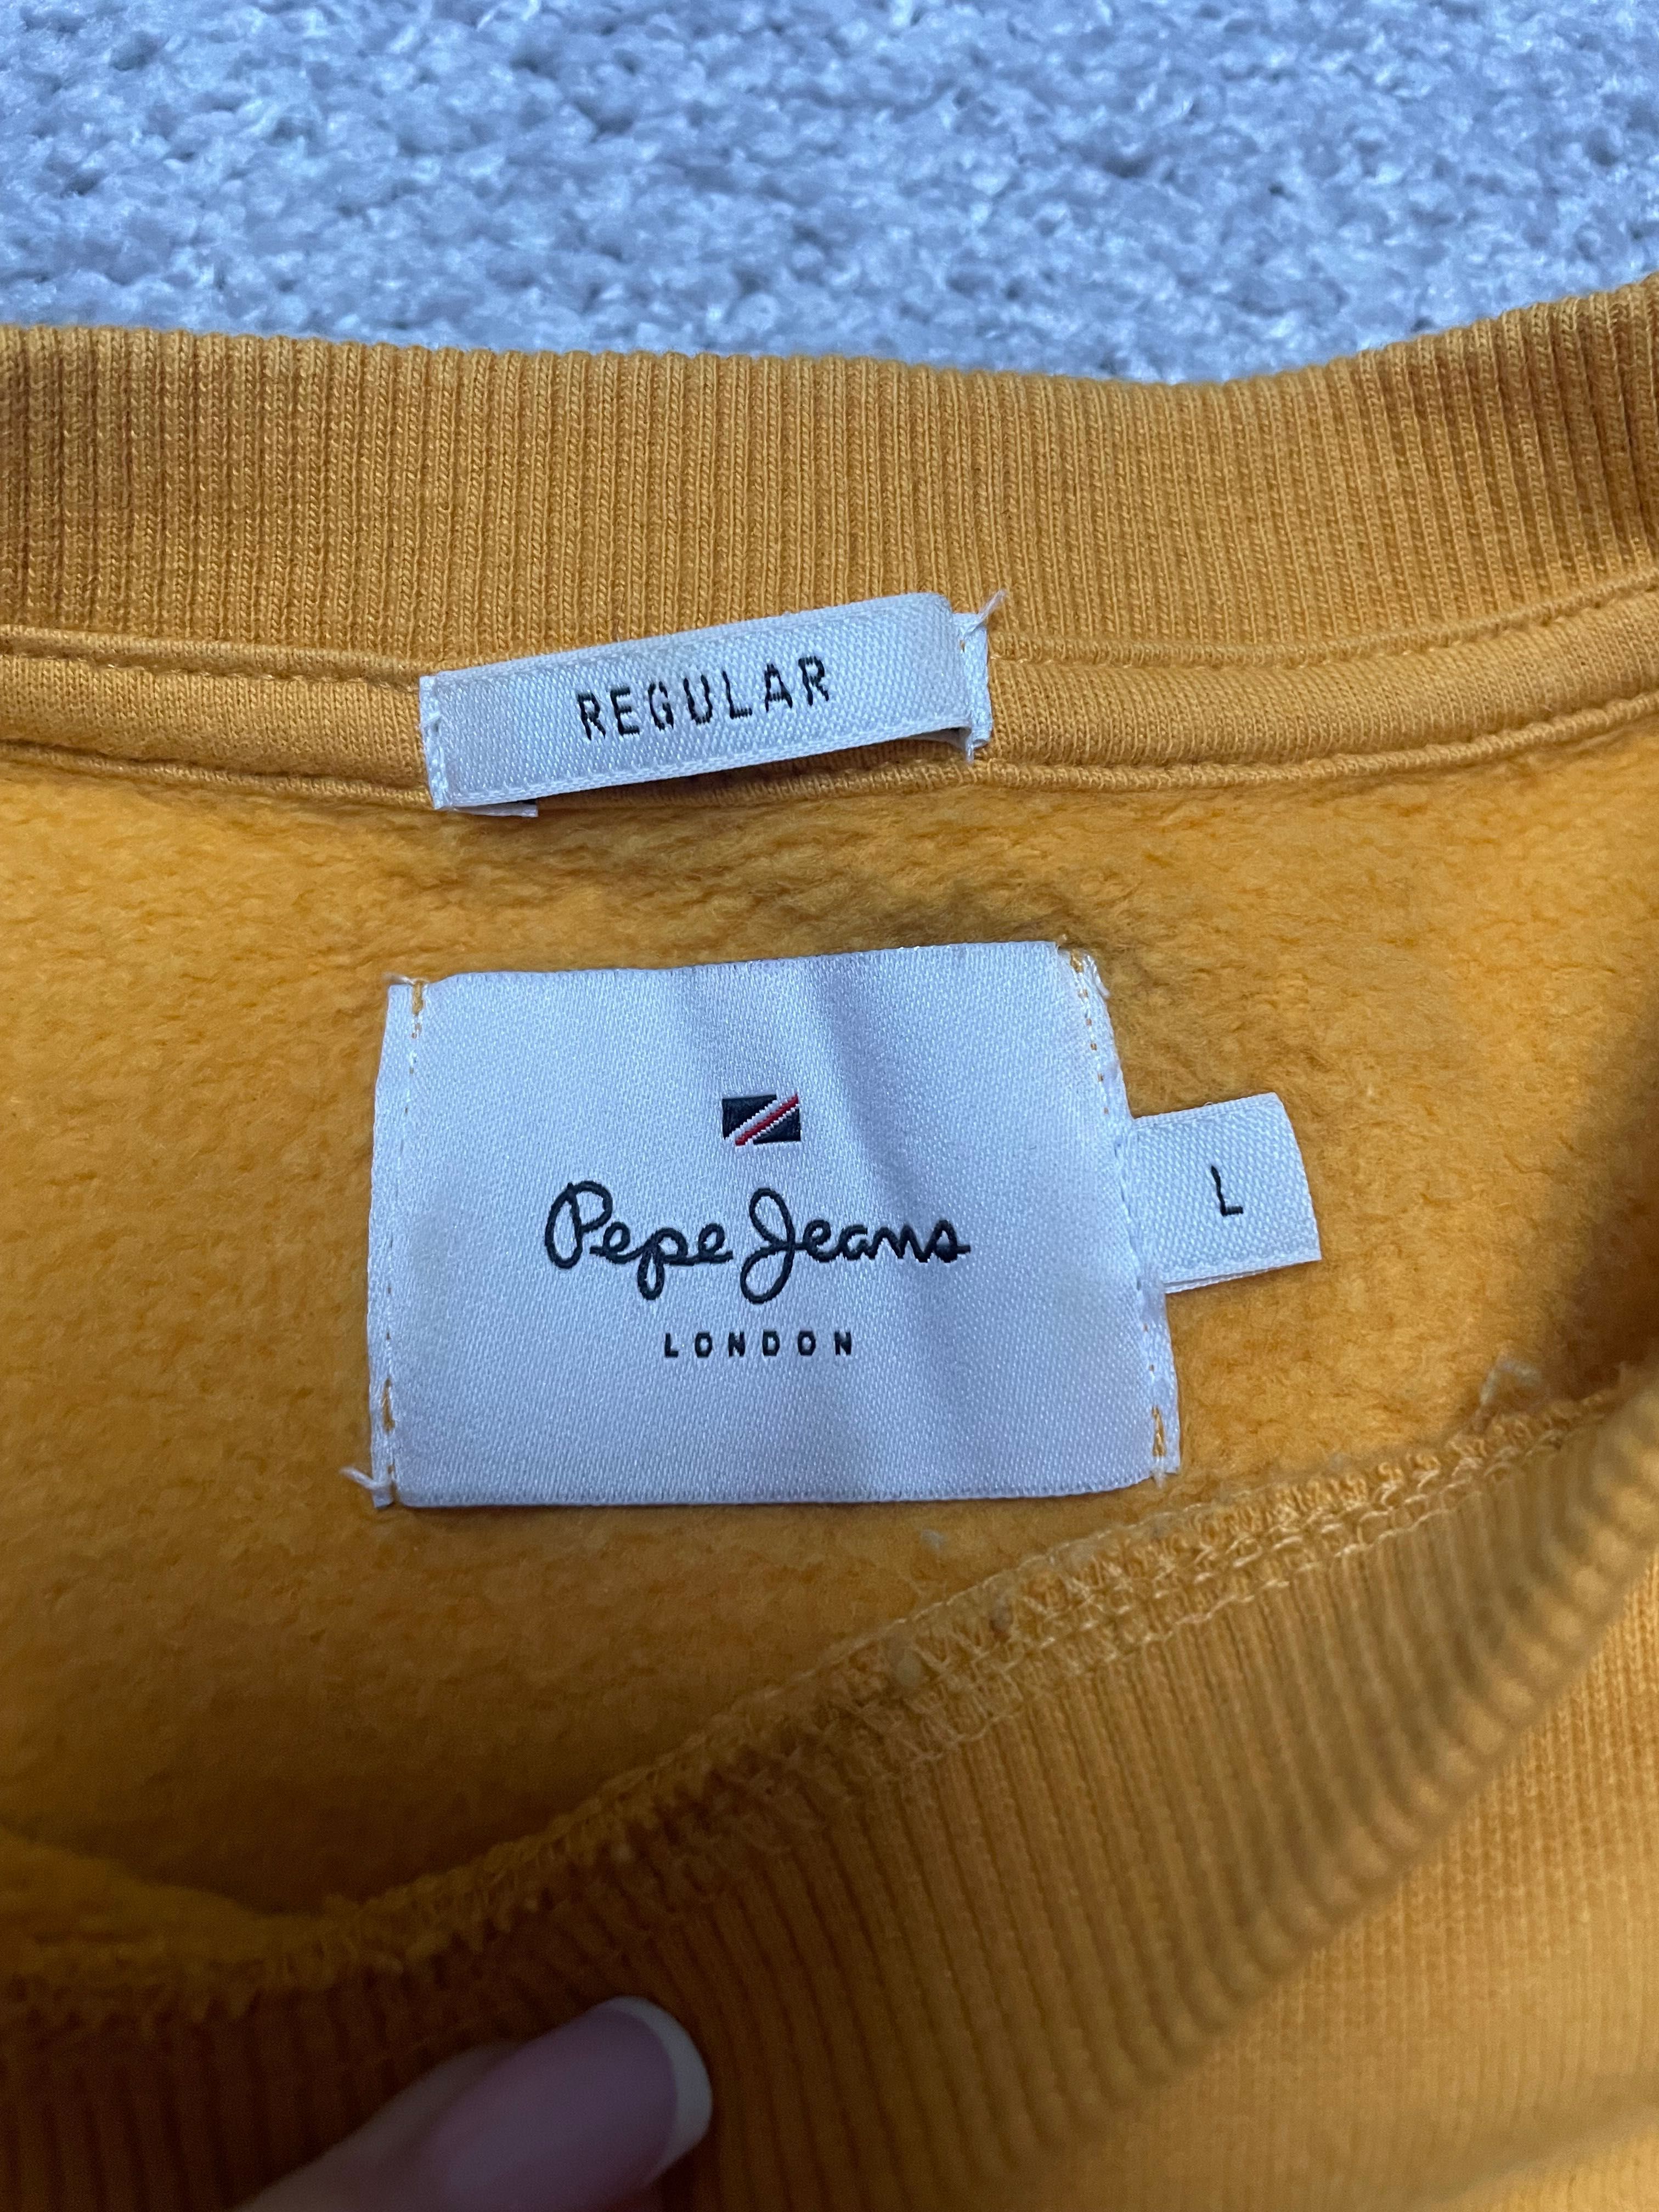 REGULAR
Pepe Jeans
LONDON
L